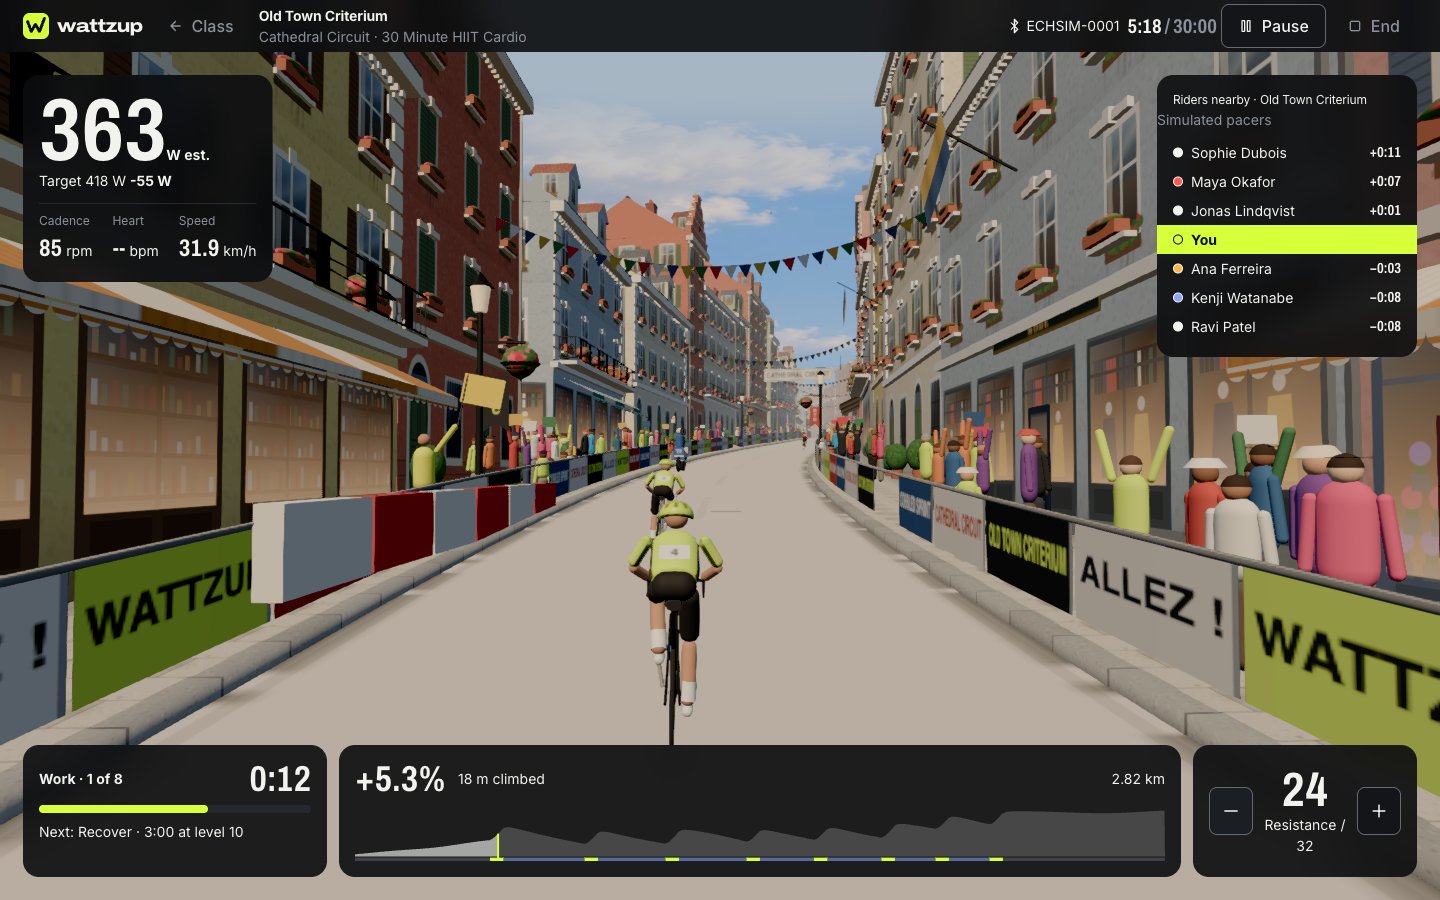 wattzup
Class
Old Town Criterium
Cathedral Circuit · 30 Minute HIIT Cardio
ECHSIM-0001
5:18 / 30:00
Pause
End
363 W est.
Target 418 W -55 W
Cadence Heart Speed
85 rpm -- bpm 31.9 km/h
Riders nearby · Old Town Criterium
Simulated pacers
Sophie Dubois +0:11
Maya Okafor +0:07
Jonas Lindqvist +0:01
You
Ana Ferreira −0:03
Kenji Watanabe −0:08
Ravi Patel −0:08
CATHEDRAL CIRCUIT
OLD TOWN CRITERIUM
ALLEZ !
WATTZ
!
WATTZU
4
Work · 1 of 8 0:12
Next: Recover · 3:00 at level 10
+5.3% 18 m climbed 2.82 km
24
Resistance /
32